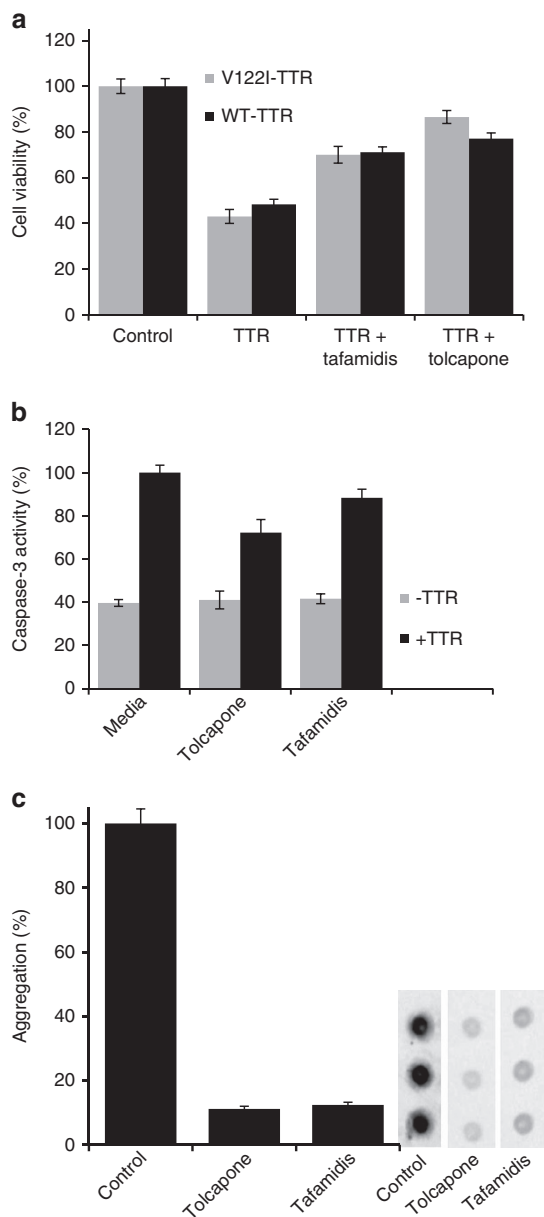 a
Cell viability (%)
120
100
80
60
40
20
0
V122I-TTR
WT-TTR
Control
TTR
TTR +
tafamidis
TTR +
tolcapone
b
Caspase-3 activity (%)
120
100
80
60
40
20
0
-TTR
+TTR
Media
Tolcapone
Tafamidis
c
Aggregation (%)
100
80
60
40
20
0
Control
Tolcapone
Tafamidis
Control
Tolcapone
Tafamidis